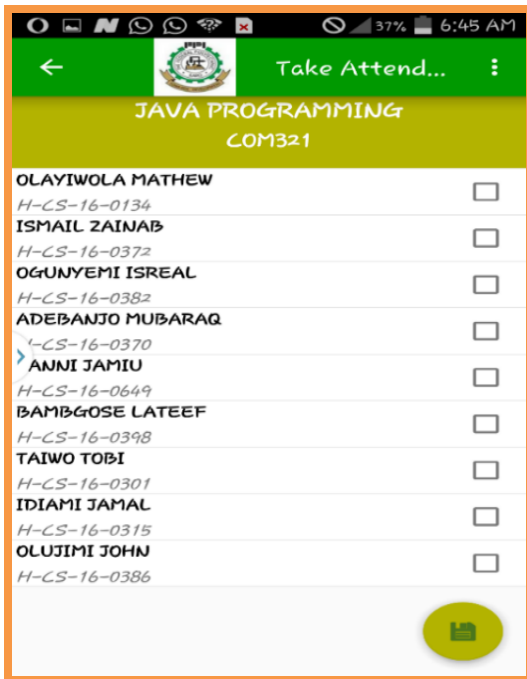 37% 6:45 AM
Take Attend...
JAVA PROGRAMMING
COM321
OLAYIWOLA MATHEW
H-CS-16-0134
ISMAIL ZAINAB
H-CS-16-0372
OGUNYEMI ISREAL
H-CS-16-0382
ADEBANJO MUBARAQ
-CS-16-0370
ANNI JAMIU
H-CS-16-0649
BAMBGOSE LATEEF
H-CS-16-0398
TAIWO TOBI
H-CS-16-0301
IDIAMI JAMAL
H-CS-16-0315
OLUJIMI JOHN
H-CS-16-0386